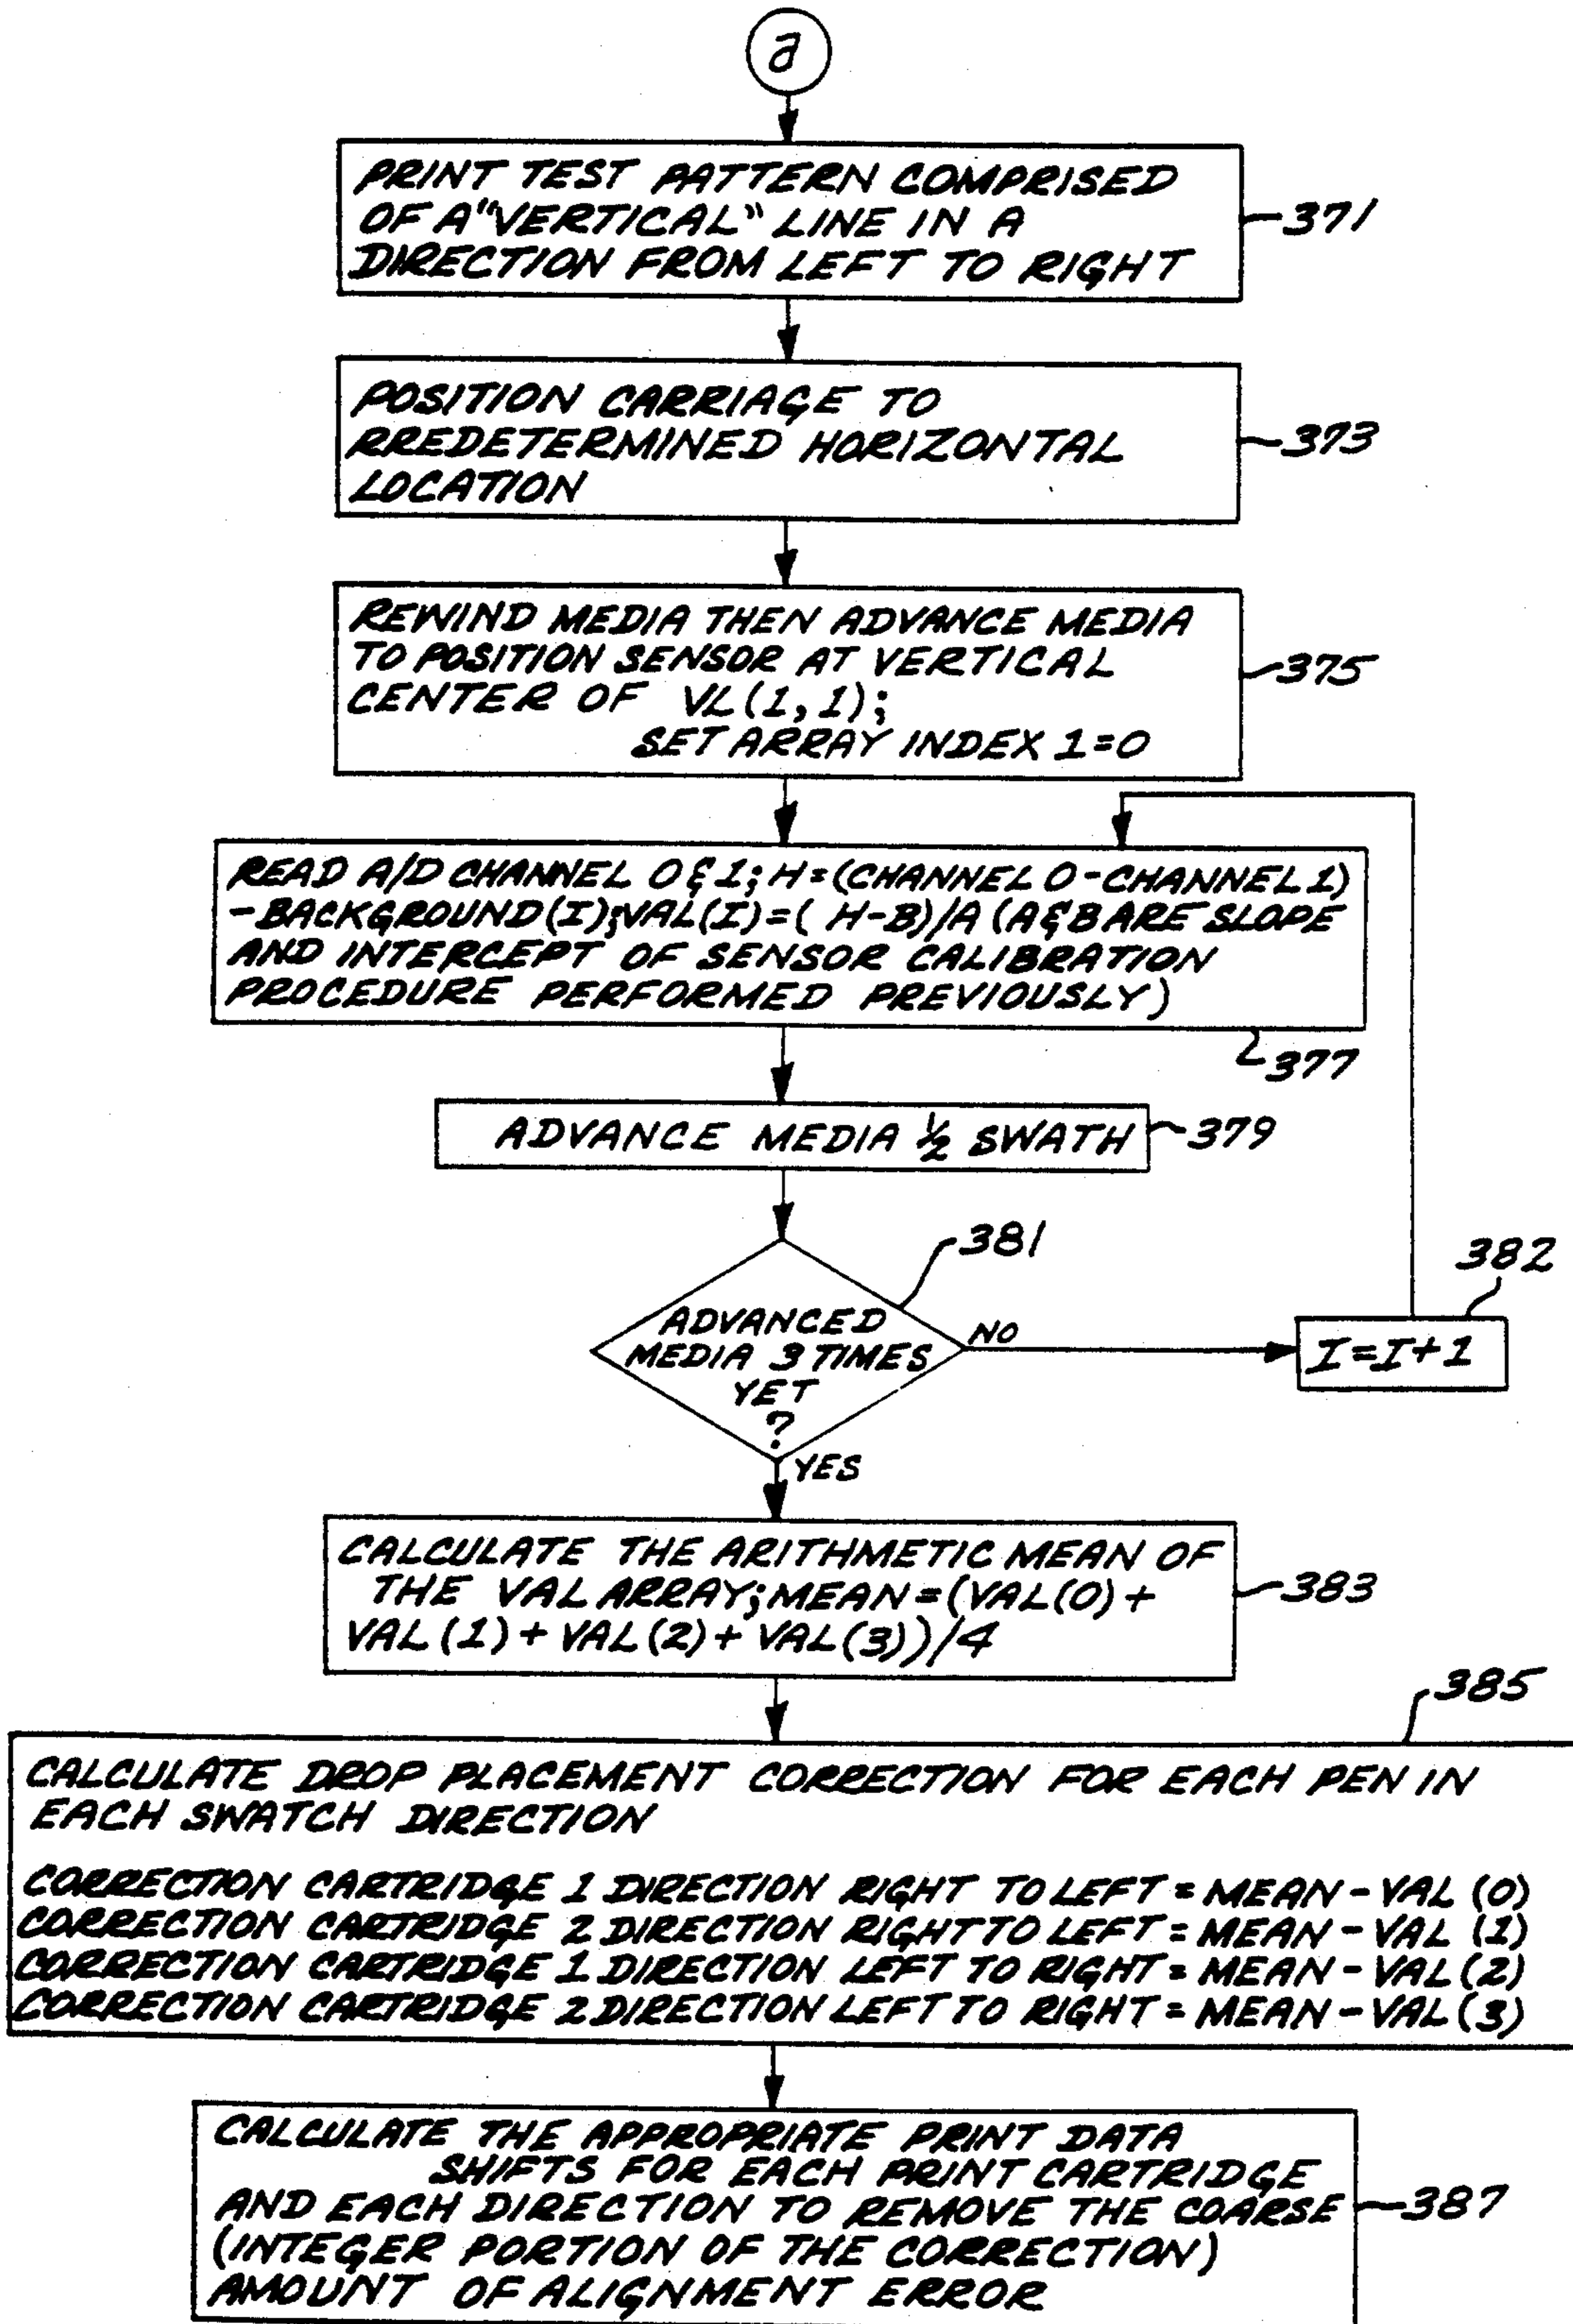 a
PRINT TEST PATTERN COMPRISED
OF A "VERTICAL" LINE IN A
DIRECTION FROM LEFT TO RIGHT
371
POSITION CARRIAGE TO
RREDETERMINED HORIZONTAL
LOCATION
373
REWIND MEDIA THEN ADVANCE MEDIA
TO POSITION SENSOR AT VERTICAL
CENTER OF VL(1,1);
SET ARRAY INDEX 1=0
375
READ A/D CHANNEL 0 & 1; H=(CHANNEL 0-CHANNEL 1)
-BACKGROUND(I); VAL(I)=( H-B)/A (A & B ARE SLOPE
AND INTERCEPT OF SENSOR CALIBRATION
PROCEDURE PERFORMED PREVIOUSLY)
377
ADVANCE MEDIA 1/2 SWATH
379
381
ADVANCED
MEDIA 3 TIMES
YET
?
NO
382
I=I+1
YES
CALCULATE THE ARITHMETIC MEAN OF
THE VAL ARRAY; MEAN=(VAL(0)+
VAL(1)+VAL(2)+VAL(3))/4
383
385
CALCULATE DROP PLACEMENT CORRECTION FOR EACH PEN IN
EACH SWATCH DIRECTION
CORRECTION CARTRIDGE 1 DIRECTION RIGHT TO LEFT = MEAN-VAL (0)
CORRECTION CARTRIDGE 2 DIRECTION RIGHT TO LEFT = MEAN-VAL (1)
CORRECTION CARTRIDGE 1 DIRECTION LEFT TO RIGHT = MEAN-VAL(2)
CORRECTION CARTRIDGE 2 DIRECTION LEFT TO RIGHT = MEAN-VAL(3)
CALCULATE THE APPROPRIATE PRINT DATA
SHIFTS FOR EACH PRINT CARTRIDGE
AND EACH DIRECTION TO REMOVE THE COARSE
(INTEGER PORTION OF THE CORRECTION)
AMOUNT OF ALIGNMENT ERROR
387